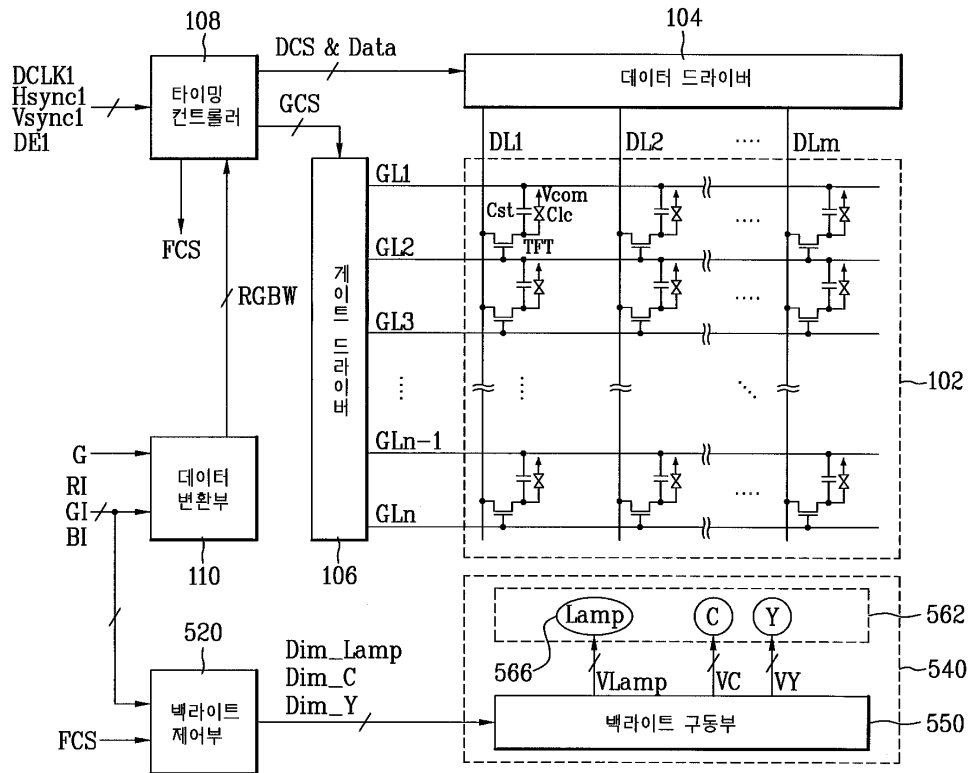 108
104
DCS & Data
DCLK1
Hsync1
Vsync1
DE1
타이밍
컨트롤러
데이터 드라이버
GCS
DL1
DL2
....
DLm
GL1
Vcom
Cst
Clc
....
FCS
GL2
TFT
RGBW
게이트 드라이버
....
GL3
102
....
....
....
GLn-1
G
RI
GI
BI
데이터
변환부
....
GLn
110
106
520
Lamp
C
Y
562
Dim_Lamp
Dim_C
Dim_Y
566
VLamp
VC
VY
540
백라이트
제어부
백라이트 구동부
550
FCS